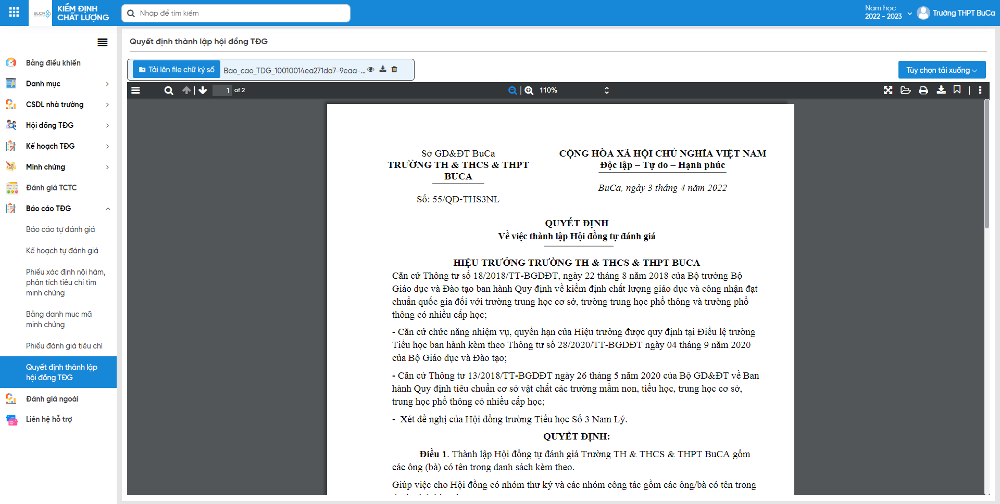 BUCA
KIỂM ĐỊNH
CHẤT LƯỢNG
Nhập để tìm kiếm
Năm học
2022 - 2023
Trường THPT BuCa
Bảng điều khiển
Danh mục
CSDL nhà trường
Hội đồng TĐG
Kế hoạch TĐG
Minh chứng
Đánh giá TCTC
Báo cáo TĐG
Báo cáo tự đánh giá
Kế hoạch tự đánh giá
Phiếu xác định nội hàm,
phân tích tiêu chí tìm
minh chứng
Bảng danh mục mã
minh chứng
Phiếu đánh giá tiêu chí
Quyết định thành lập
hội đồng TĐG
Đánh giá ngoài
Liên hệ hỗ trợ
Quyết định thành lập hội đồng TĐG
Tải lên file chữ ký số
Bao_cao_TDG_10010014ea271da7-9eaa-...
Tùy chọn tải xuống
1 of 2
110%
Sở GD&ĐT BuCa
TRƯỜNG TH & THCS & THPT
BUCA
Số: 55/QĐ-THS3NL
CỘNG HÒA XÃ HỘI CHỦ NGHĨA VIỆT NAM
Độc lập – Tự do – Hạnh phúc
BuCa, ngày 3 tháng 4 năm 2022
QUYẾT ĐỊNH
Về việc thành lập Hội đồng tự đánh giá
HIỆU TRƯỞNG TRƯỜNG TH & THCS & THPT BUCA
Căn cứ Thông tư số 18/2018/TT-BGDĐT, ngày 22 tháng 8 năm 2018 của Bộ trưởng Bộ
Giáo dục và Đào tạo ban hành Quy định về kiểm định chất lượng giáo dục và công nhận đạt
chuẩn quốc gia đối với trường trung học cơ sở, trường trung học phổ thông và trường phổ
thông có nhiều cấp học;
- Căn cứ chức năng nhiệm vụ, quyền hạn của Hiệu trưởng được quy định tại Điều lệ trường
Tiểu học ban hành kèm theo Thông tư số 28/2020/TT-BGDĐT ngày 04 tháng 9 năm 2020
của Bộ Giáo dục và Đào tạo;
- Căn cứ Thông tư 13/2018/TT-BGDĐT ngày 26 tháng 5 năm 2020 của Bộ GD&ĐT về Ban
hành Quy định tiêu chuẩn cơ sở vật chất các trường mầm non, tiểu học, trung học cơ sở,
trung học phổ thông có nhiều cấp học;
- Xét đề nghị của Hội đồng trường Tiểu học Số 3 Nam Lý.
QUYẾT ĐỊNH:
Điều 1. Thành lập Hội đồng tự đánh giá Trường TH & THCS & THPT BuCA gồm
các ông (bà) có tên trong danh sách kèm theo.
Giúp việc cho Hội đồng có nhóm thư ký và các nhóm công tác gồm các ông/bà có tên trong